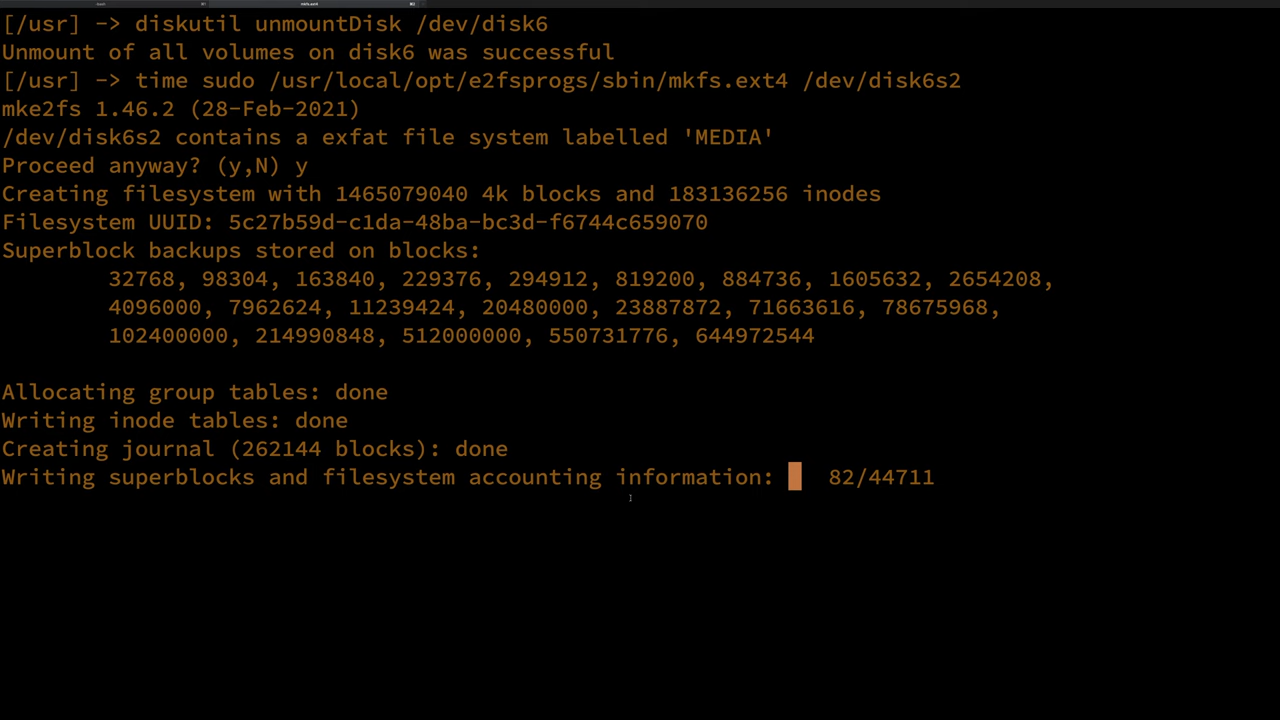 [/usr] -> diskutil unmountDisk /dev/disk6
Unmount of all volumes on disk6 was successful
[/usr] -> time sudo /usr/local/opt/e2fsprogs/sbin/mkfs.ext4 /dev/disk6s2
mke2fs 1.46.2 (28-Feb-2021)
/dev/disk6s2 contains a exfat file system labelled 'MEDIA'
Proceed anyway? (y,N) y
Creating filesystem with 1465079040 4k blocks and 183136256 inodes
Filesystem UUID: 5c27b59d-c1da-48ba-bc3d-f6744c659070
Superblock backups stored on blocks:
32768, 98304, 163840, 229376, 294912, 819200, 884736, 1605632, 2654208,
4096000, 7962624, 11239424, 20480000, 23887872, 71663616, 78675968,
102400000, 214990848, 512000000, 550731776, 644972544
Allocating group tables: done
Writing inode tables: done
Creating journal (262144 blocks): done
Writing superblocks and filesystem accounting information: 82/44711